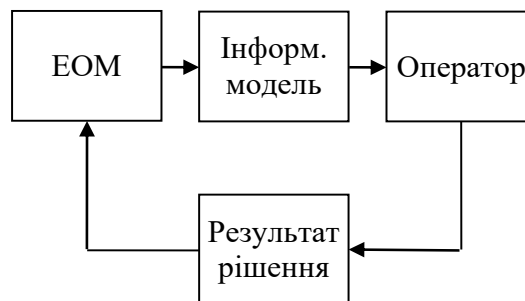 ЕОМ
Інформ.
модель
Оператор
Результат
рішення